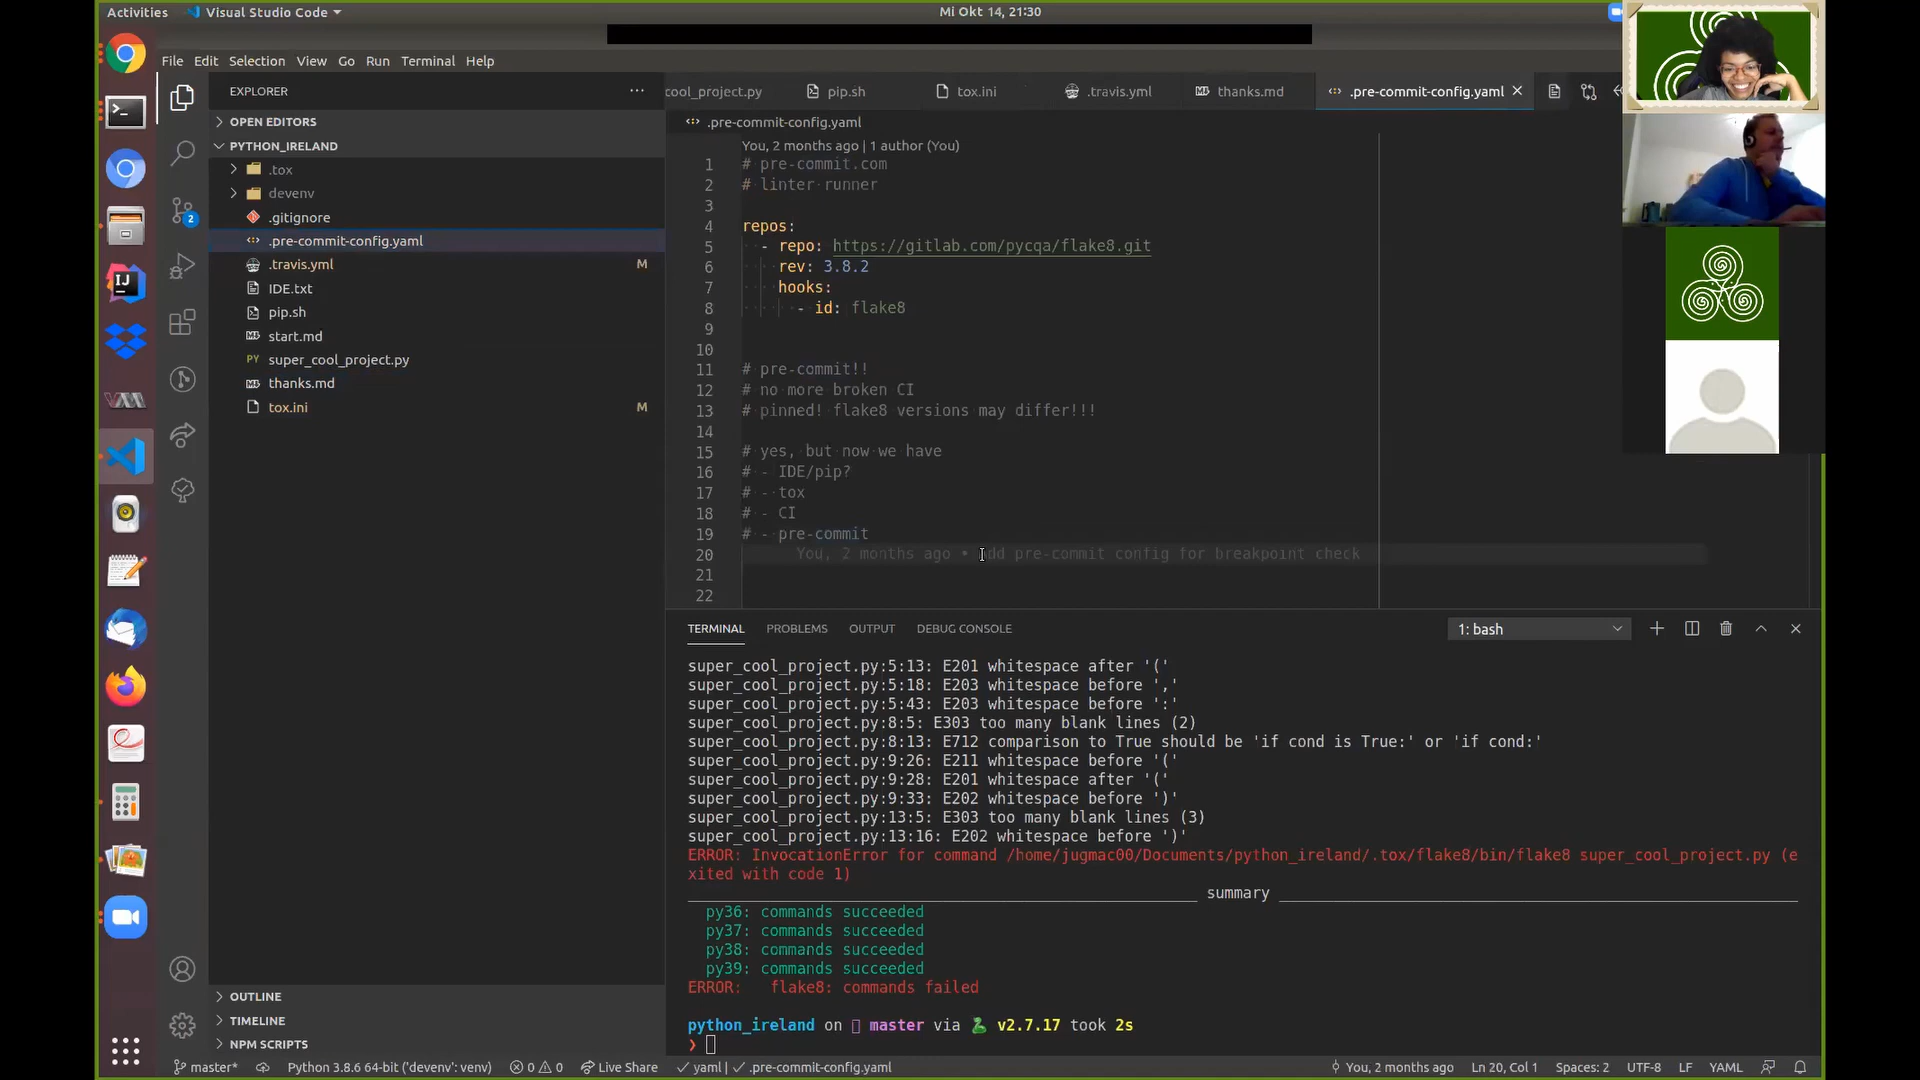 Activities
Visual Studio Code
Mi Okt 14, 21:30
File Edit Selection View Go Run Terminal Help
EXPLORER
OPEN EDITORS
PYTHON_IRELAND
.tox
devenv
.gitignore
.pre-commit-config.yaml
.travis.yml M
IDE.txt
pip.sh
start.md
PY super_cool_project.py
thanks.md
tox.ini M
OUTLINE
TIMELINE
NPM SCRIPTS
2
cool_project.py
pip.sh
tox.ini
.travis.yml
thanks.md
.pre-commit-config.yaml
.pre-commit-config.yaml
You, 2 months ago | 1 author (You)
1 # pre-commit.com
2 # linter runner
3
4 repos:
5 - repo: https://gitlab.com/pycqa/flake8.git
6 rev: 3.8.2
7 hooks:
8 - id: flake8
9
10
11 # pre-commit!!
12 # no more broken CI
13 # pinned! flake8 versions may differ!!!
14
15 # yes, but now we have
16 # - IDE/pip?
17 # - tox
18 # - CI
19 # - pre-commit
20 You, 2 months ago • add pre-commit config for breakpoint check
21
22
TERMINAL PROBLEMS OUTPUT DEBUG CONSOLE
1: bash
super_cool_project.py:5:13: E201 whitespace after '('
super_cool_project.py:5:18: E203 whitespace before ','
super_cool_project.py:5:43: E203 whitespace before ':'
super_cool_project.py:8:5: E303 too many blank lines (2)
super_cool_project.py:8:13: E712 comparison to True should be 'if cond is True:' or 'if cond:'
super_cool_project.py:9:26: E211 whitespace before '('
super_cool_project.py:9:28: E201 whitespace after '('
super_cool_project.py:9:33: E202 whitespace before ')'
super_cool_project.py:13:5: E303 too many blank lines (3)
super_cool_project.py:13:16: E202 whitespace before ')'
ERROR: InvocationError for command /home/jugmac00/Documents/python_ireland/.tox/flake8/bin/flake8 super_cool_project.py (e
xited with code 1)
summary
py36: commands succeeded
py37: commands succeeded
py38: commands succeeded
py39: commands succeeded
ERROR: flake8: commands failed
python_ireland on master via v2.7.17 took 2s
❯
master* Python 3.8.6 64-bit ('devenv': venv) 0 0 Live Share yaml | .pre-commit-config.yaml You, 2 months ago Ln 20, Col 1 Spaces: 2 UTF-8 LF YAML